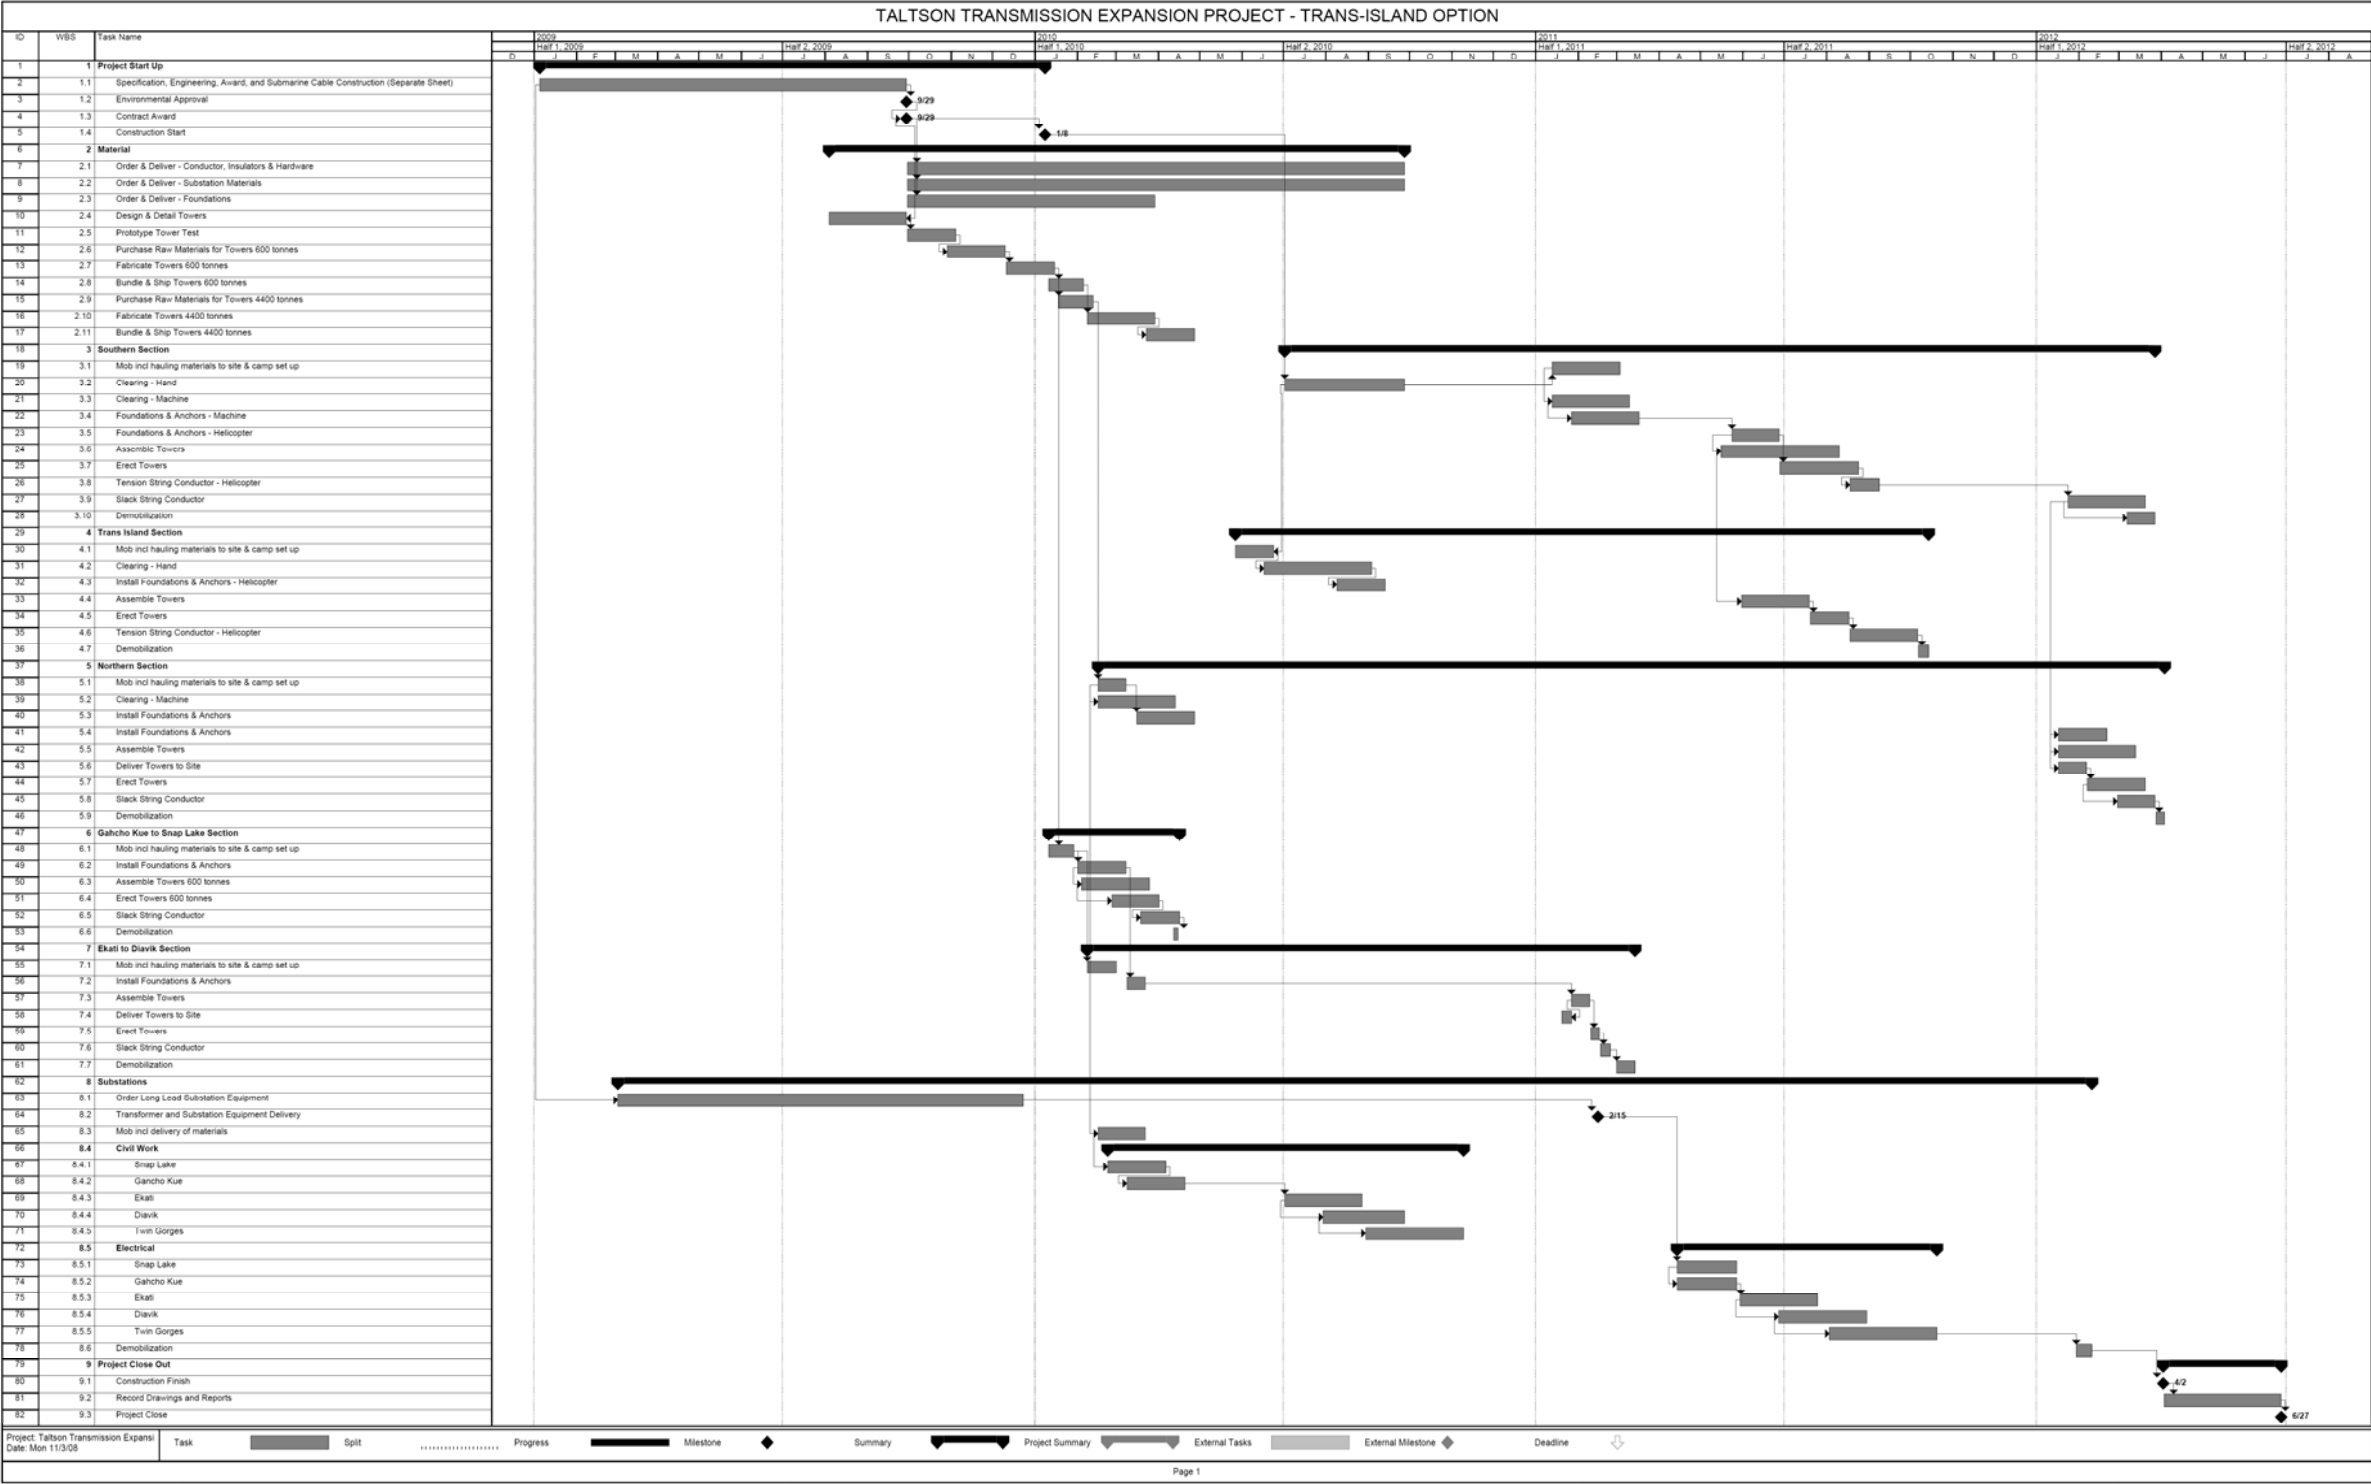 TALTSON TRANSMISSION EXPANSION PROJECT - TRANS-ISLAND OPTION
ID WBS Task Name 2009 2010 2011 2012
Half 1, 2009 Half 2, 2009 Half 1, 2010 Half 2, 2010 Half 1, 2011 Half 2, 2011 Half 1, 2012 Half 2, 2012
D J F M A M J J A S O N D J F M A M J J A S O N D J F M A M J J A S O N D J F M A M J J A
1 1 Project Start Up
2 1.1 Specification, Engineering, Award, and Submarine Cable Construction (Separate Sheet)
3 1.2 Environmental Approval 9/29
4 1.3 Contract Award 9/29
5 1.4 Construction Start 1/8
6 2 Material
7 2.1 Order & Deliver - Conductor, Insulators & Hardware
8 2.2 Order & Deliver - Substation Materials
9 2.3 Order & Deliver - Foundations
10 2.4 Design & Detail Towers
11 2.5 Prototype Tower Test
12 2.6 Purchase Raw Materials for Towers 600 tonnes
13 2.7 Fabricate Towers 600 tonnes
14 2.8 Bundle & Ship Towers 600 tonnes
15 2.9 Purchase Raw Materials for Towers 4400 tonnes
16 2.10 Fabricate Towers 4400 tonnes
17 2.11 Bundle & Ship Towers 4400 tonnes
18 3 Southern Section
19 3.1 Mob incl hauling materials to site & camp set up
20 3.2 Clearing - Hand
21 3.3 Clearing - Machine
22 3.4 Foundations & Anchors - Machine
23 3.5 Foundations & Anchors - Helicopter
24 3.6 Assemble Towers
25 3.7 Erect Towers
26 3.8 Tension String Conductor - Helicopter
27 3.9 Slack String Conductor
28 3.10 Demobilization
29 4 Trans Island Section
30 4.1 Mob incl hauling materials to site & camp set up
31 4.2 Clearing - Hand
32 4.3 Install Foundations & Anchors - Helicopter
33 4.4 Assemble Towers
34 4.5 Erect Towers
35 4.6 Tension String Conductor - Helicopter
36 4.7 Demobilization
37 5 Northern Section
38 5.1 Mob incl hauling materials to site & camp set up
39 5.2 Clearing - Machine
40 5.3 Install Foundations & Anchors
41 5.4 Install Foundations & Anchors
42 5.5 Assemble Towers
43 5.6 Deliver Towers to Site
44 5.7 Erect Towers
45 5.8 Slack String Conductor
46 5.9 Demobilization
47 6 Gahcho Kue to Snap Lake Section
48 6.1 Mob incl hauling materials to site & camp set up
49 6.2 Install Foundations & Anchors
50 6.3 Assemble Towers 600 tonnes
51 6.4 Erect Towers 600 tonnes
52 6.5 Slack String Conductor
53 6.6 Demobilization
54 7 Ekati to Diavik Section
55 7.1 Mob incl hauling materials to site & camp set up
56 7.2 Install Foundations & Anchors
57 7.3 Assemble Towers
58 7.4 Deliver Towers to Site
59 7.5 Erect Towers
60 7.6 Slack String Conductor
61 7.7 Demobilization
62 8 Substations
63 8.1 Order Long Lead Substation Equipment
64 8.2 Transformer and Substation Equipment Delivery 2/15
65 8.3 Mob incl delivery of materials
66 8.4 Civil Work
67 8.4.1 Snap Lake
68 8.4.2 Gancho Kue
69 8.4.3 Ekati
70 8.4.4 Diavik
71 8.4.5 Twin Gorges
72 8.5 Electrical
73 8.5.1 Snap Lake
74 8.5.2 Gahcho Kue
75 8.5.3 Ekati
76 8.5.4 Diavik
77 8.5.5 Twin Gorges
78 8.6 Demobilization
79 9 Project Close Out
80 9.1 Construction Finish 4/2
81 9.2 Record Drawings and Reports
82 9.3 Project Close 6/27
Project: Taltson Transmission Expansi
Date: Mon 11/3/08
Task Split Progress Milestone Summary Project Summary External Tasks External Milestone Deadline
Page 1